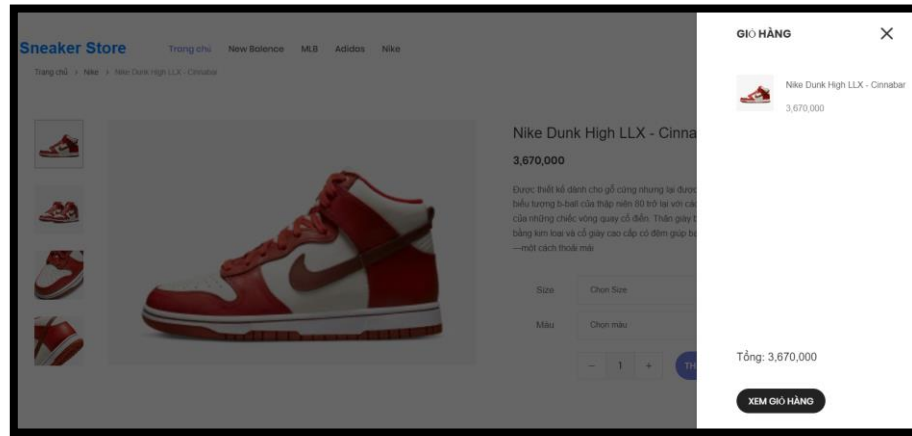 Sneaker Store
Trang chủ New Balence MLB Adidas Nike
Trang chủ > Nike > Nike Dunk High LLX - Cinnabar
Nike Dunk High LLX - Cinna
3,670,000
Được thiết kế dành cho gỗ cứng nhưng lại được
biểu tượng b-ball của thập niên 80 trở lại với các
của những chiếc vòng quay cổ điển. Thân giày b
bằng kim loại và cổ giày cao cấp có đệm giúp bạ
—một cách thoải mái
Size Chọn Size
Màu Chọn màu
− 1 + TH
GIỎ HÀNG
Nike Dunk High LLX - Cinnabar
3,670,000
Tổng: 3,670,000
XEM GIỎ HÀNG